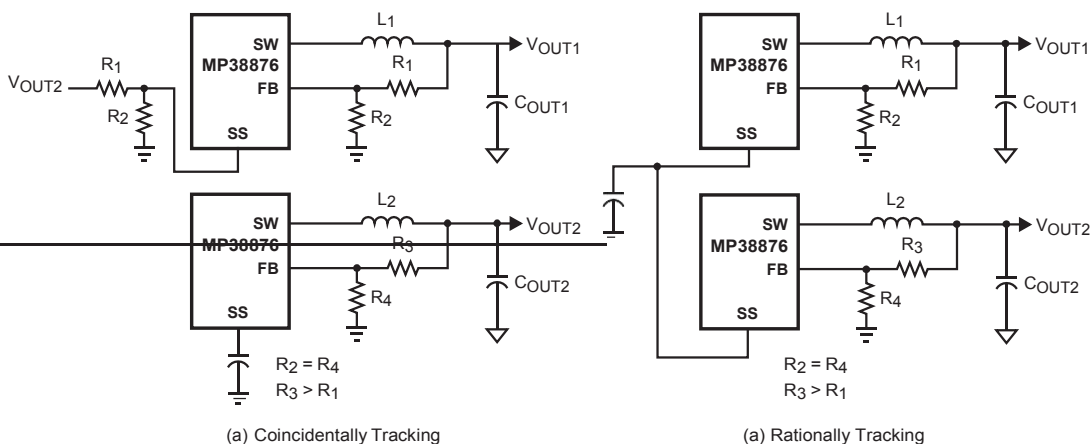 L1
SW
VOUT1
MP38876
R1
R1
VOUT2
FB
COUT1
R2
R2
SS
L2
SW
VOUT2
MP38876
R3
FB
COUT2
R4
SS
R2 = R4
R3 > R1
(a) Coincidentally Tracking
L1
SW
VOUT1
MP38876
R1
FB
COUT1
R2
SS
L2
SW
VOUT2
MP38876
R3
FB
COUT2
R4
SS
R2 = R4
R3 > R1
(a) Rationally Tracking